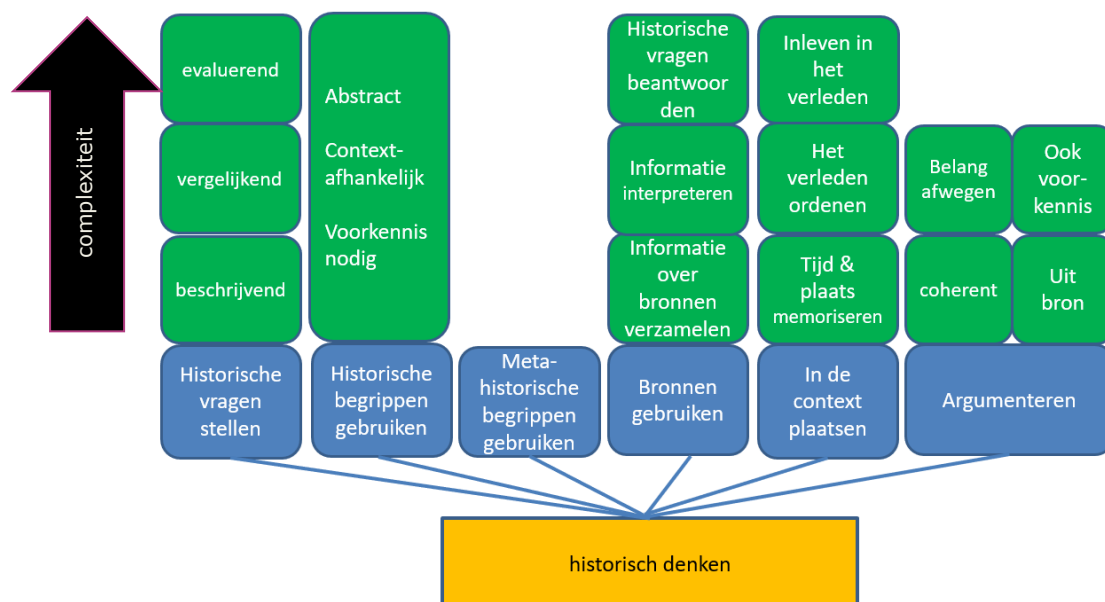 complexiteit
evaluerend
vergelijkend
beschrijvend
Historische
vragen
stellen
Abstract
Context-
afhankelijk
Voorkennis
nodig
Historische
begrippen
gebruiken
Meta-
historische
begrippen
gebruiken
Historische
vragen
beantwoor
den
Informatie
interpreteren
Informatie
over
bronnen
verzamelen
Bronnen
gebruiken
Inleven in
het
verleden
Het
verleden
ordenen
Tijd &
plaats
memoriseren
In de
context
plaatsen
Belang
afwegen
Ook
voor-
kennis
coherent
Uit
bron
Argumenteren
historisch denken